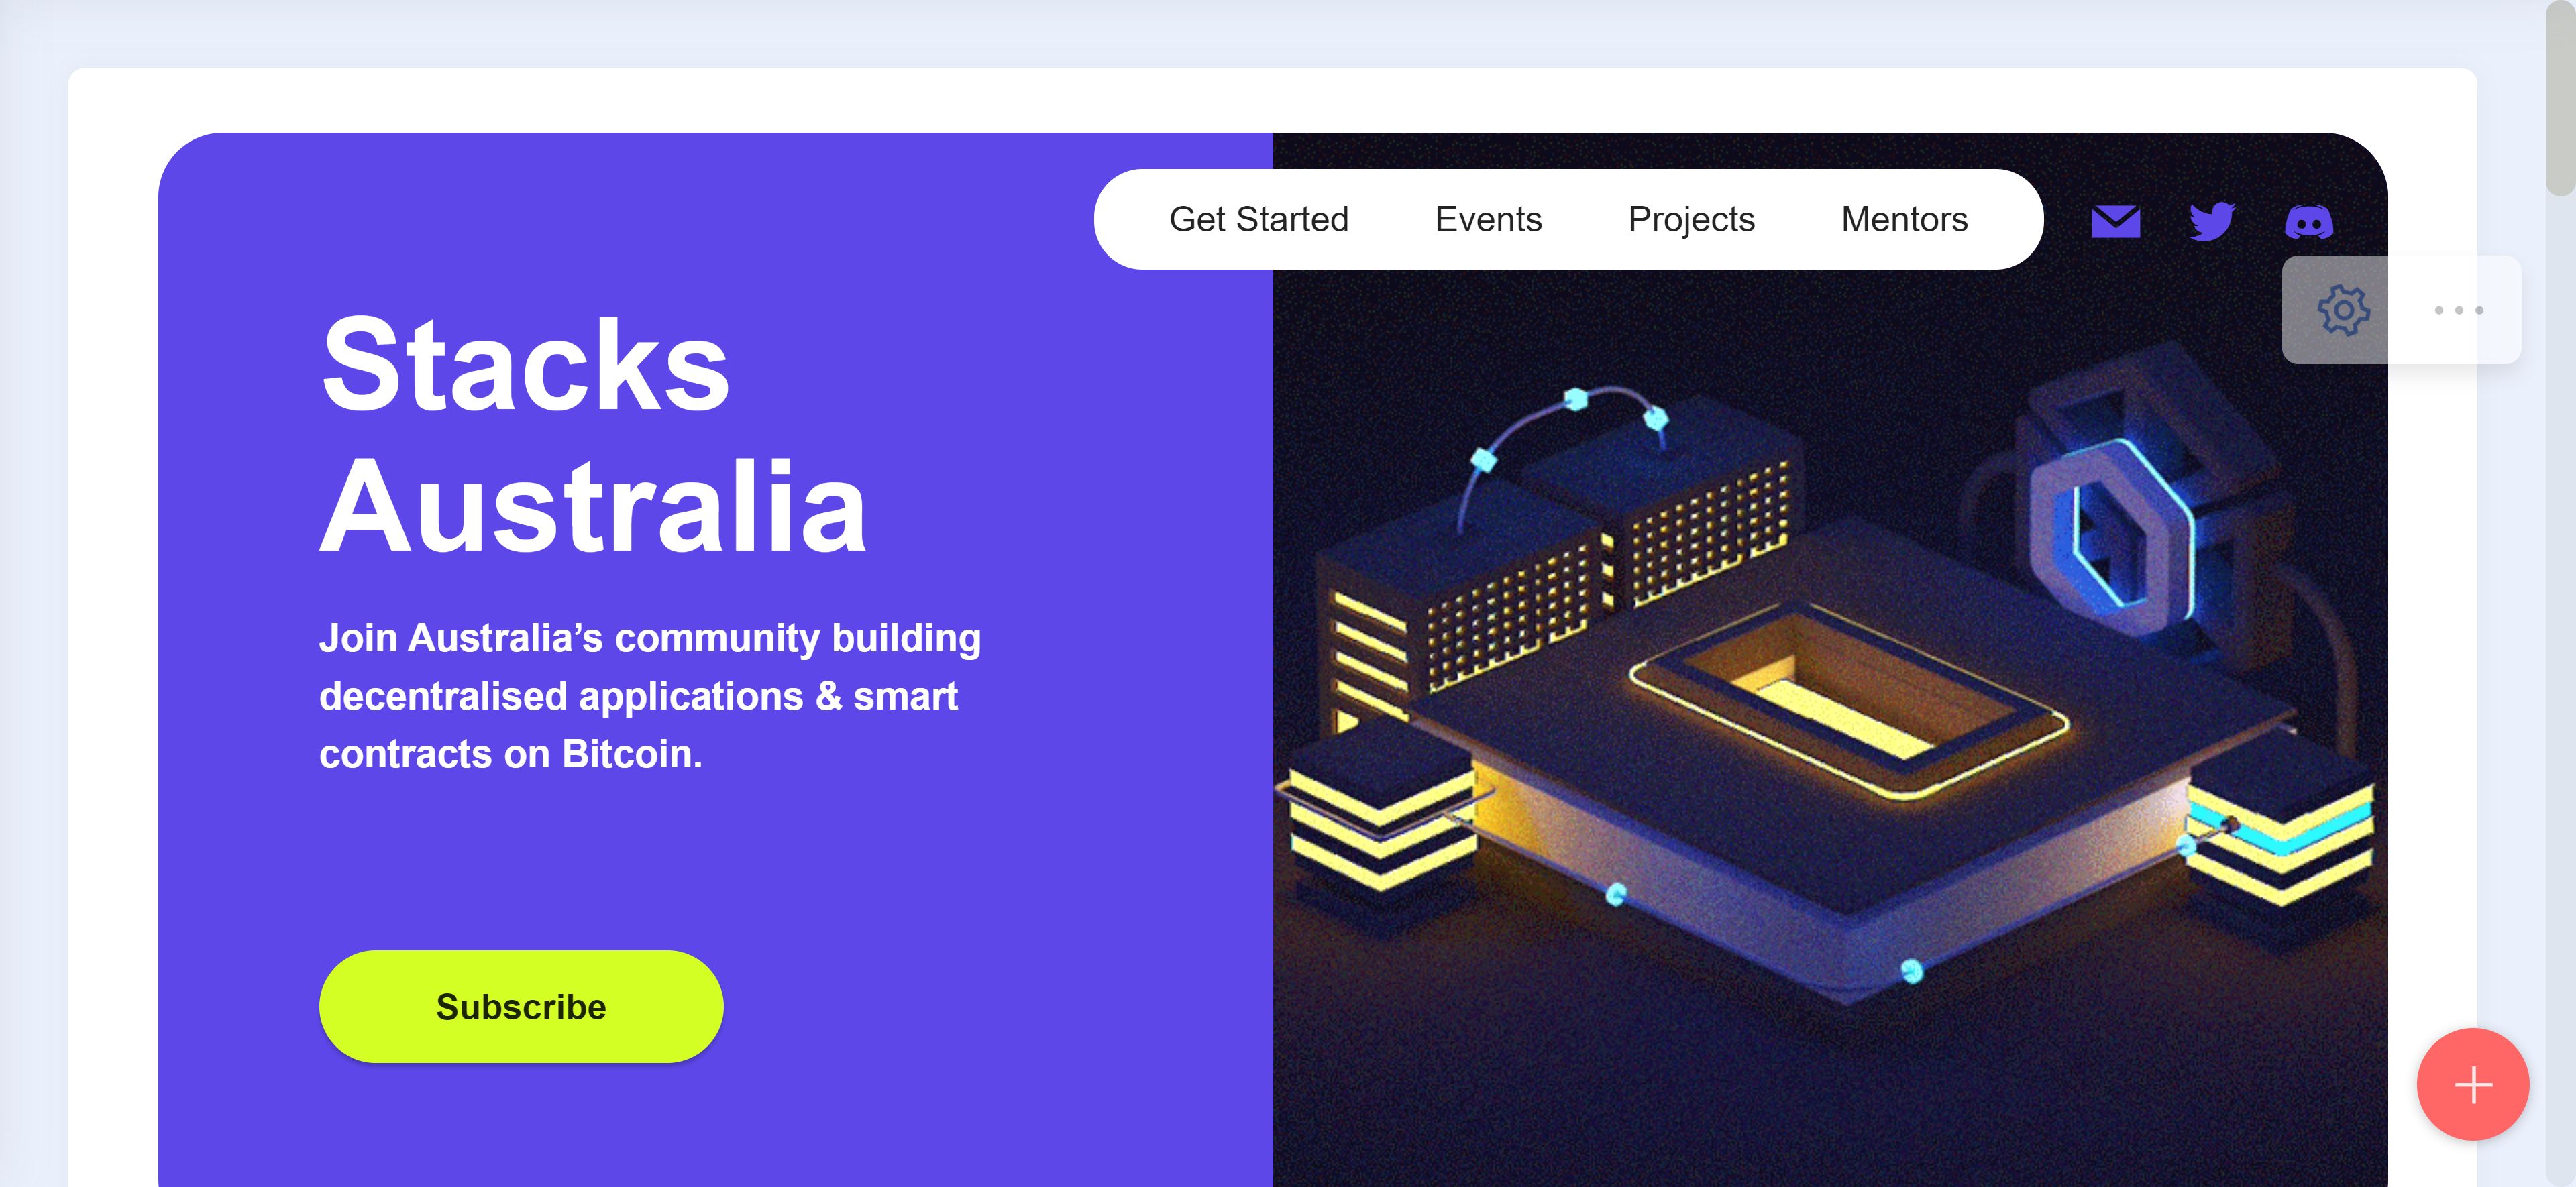 Get Started
Events
Projects
Mentors
Stacks
Australia
Join Australia’s community building
decentralised applications & smart
contracts on Bitcoin.
Subscribe